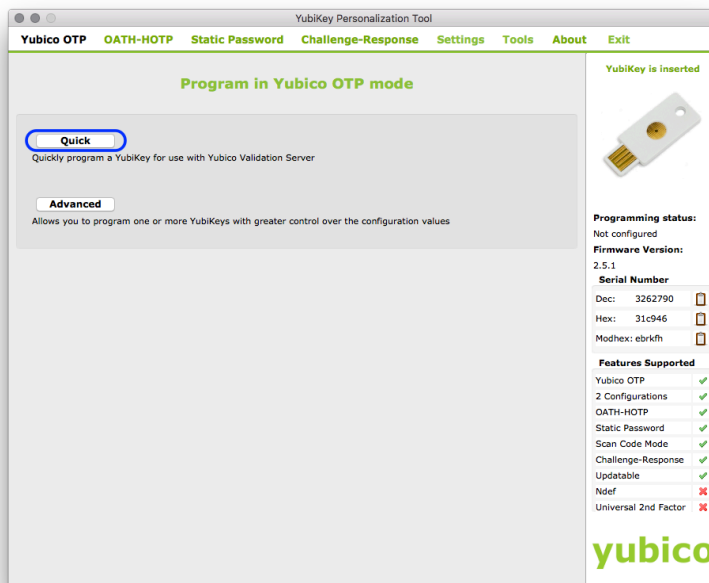 YubiKey Personalization Tool
Yubico OTP OATH-HOTP Static Password Challenge-Response Settings Tools About Exit
Program in Yubico OTP mode
Quick
Quickly program a YubiKey for use with Yubico Validation Server
Advanced
Allows you to program one or more YubiKeys with greater control over the configuration values
YubiKey is inserted
Programming status:
Not configured
Firmware Version:
2.5.1
Serial Number
Dec: 3262790
Hex: 31c946
Modhex: ebrkfh
Features Supported
Yubico OTP
2 Configurations
OATH-HOTP
Static Password
Scan Code Mode
Challenge-Response
Updatable
Ndef
Universal 2nd Factor
yubico